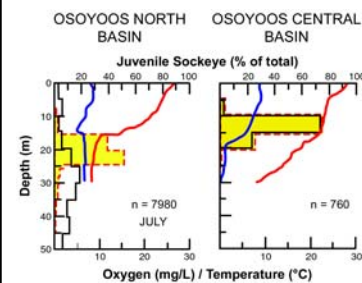 OSOYOOS NORTH BASIN
OSOYOOS CENTRAL BASIN
Juvenile Sockeye (% of total)
0 20 40 60 80 100
0 20 40 60 80 100
Depth (m)
0
10
20
30
40
50
n = 7980
JULY
n = 760
0 10 20 30
0 10 20 30
Oxygen (mg/L) / Temperature (°C)